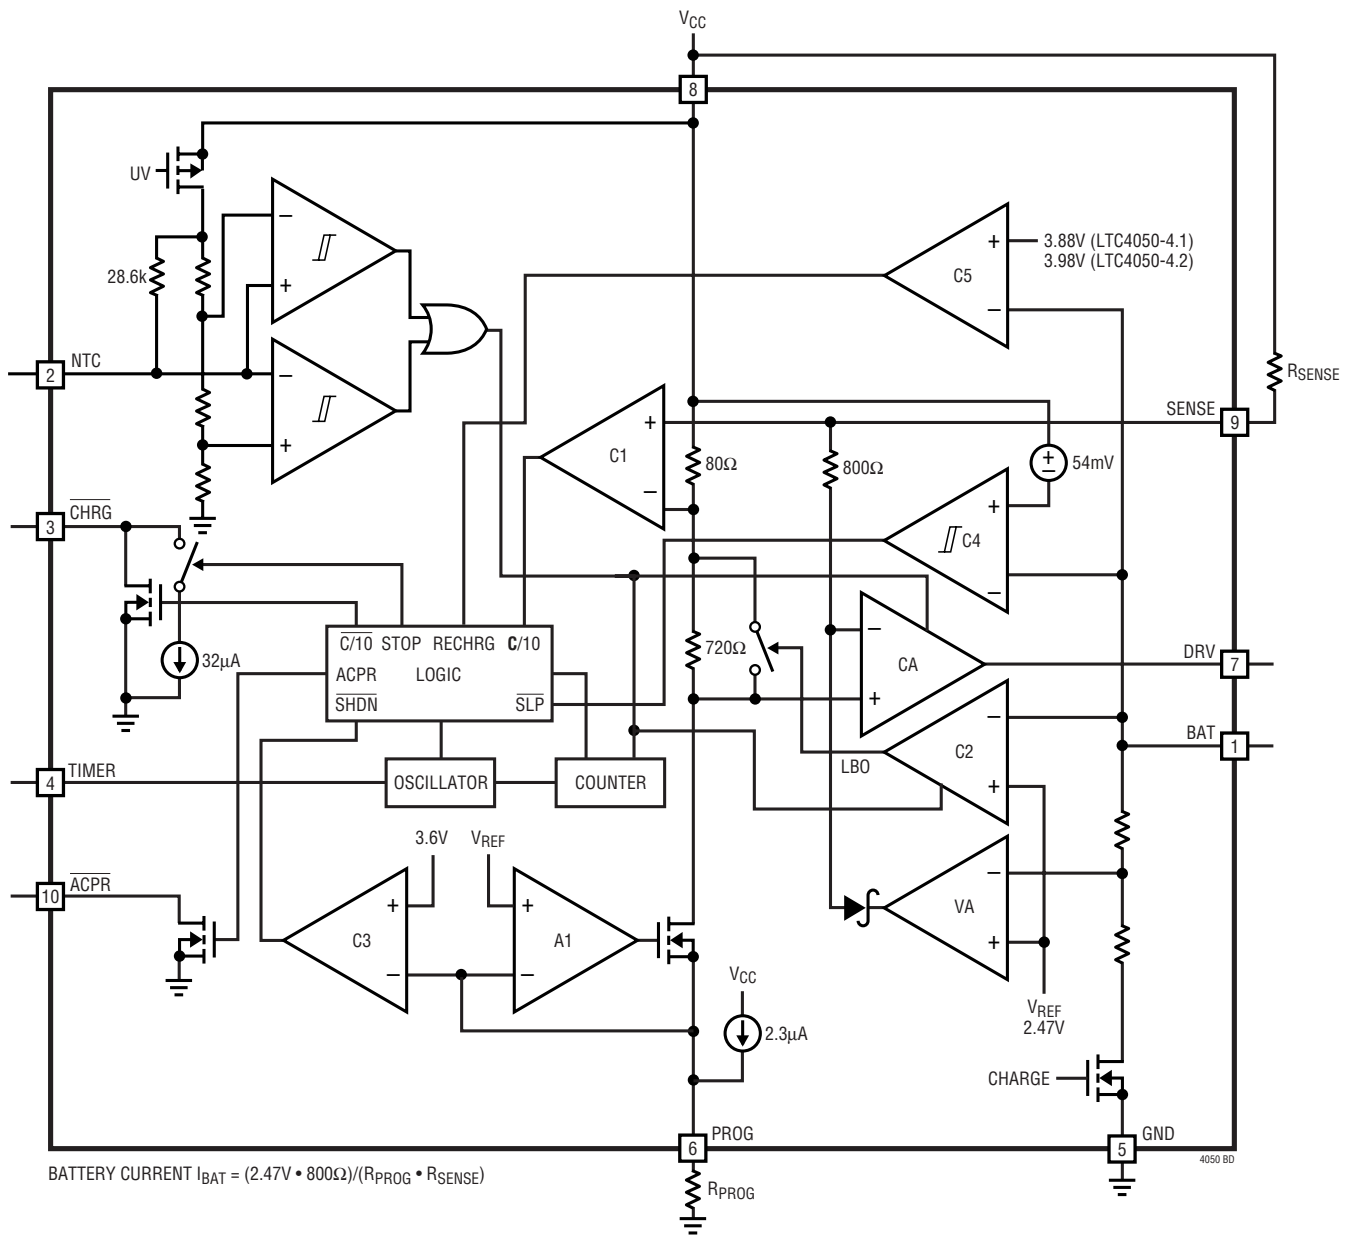 VCC
8
UV
28.6k
–
+
–
+
NTC
2
+
–
C5
3.88V (LTC4050-4.1)
3.98V (LTC4050-4.2)
RSENSE
SENSE
9
+
–
C1
80Ω
800Ω
+
–
54mV
+
–
C4
CHRG
3
32µA
C/10 STOP RECHRG C/10
ACPR LOGIC
SHDN SLP
720Ω
–
+
CA
DRV
7
–
+
C2
LBO
BAT
1
TIMER
4
OSCILLATOR
COUNTER
3.6V
VREF
ACPR
10
+
–
C3
+
–
A1
–
+
VA
VREF
2.47V
VCC
2.3µA
CHARGE
PROG
6
GND
5
4050 BD
RPROG
BATTERY CURRENT IBAT = (2.47V • 800Ω)/(RPROG • RSENSE)